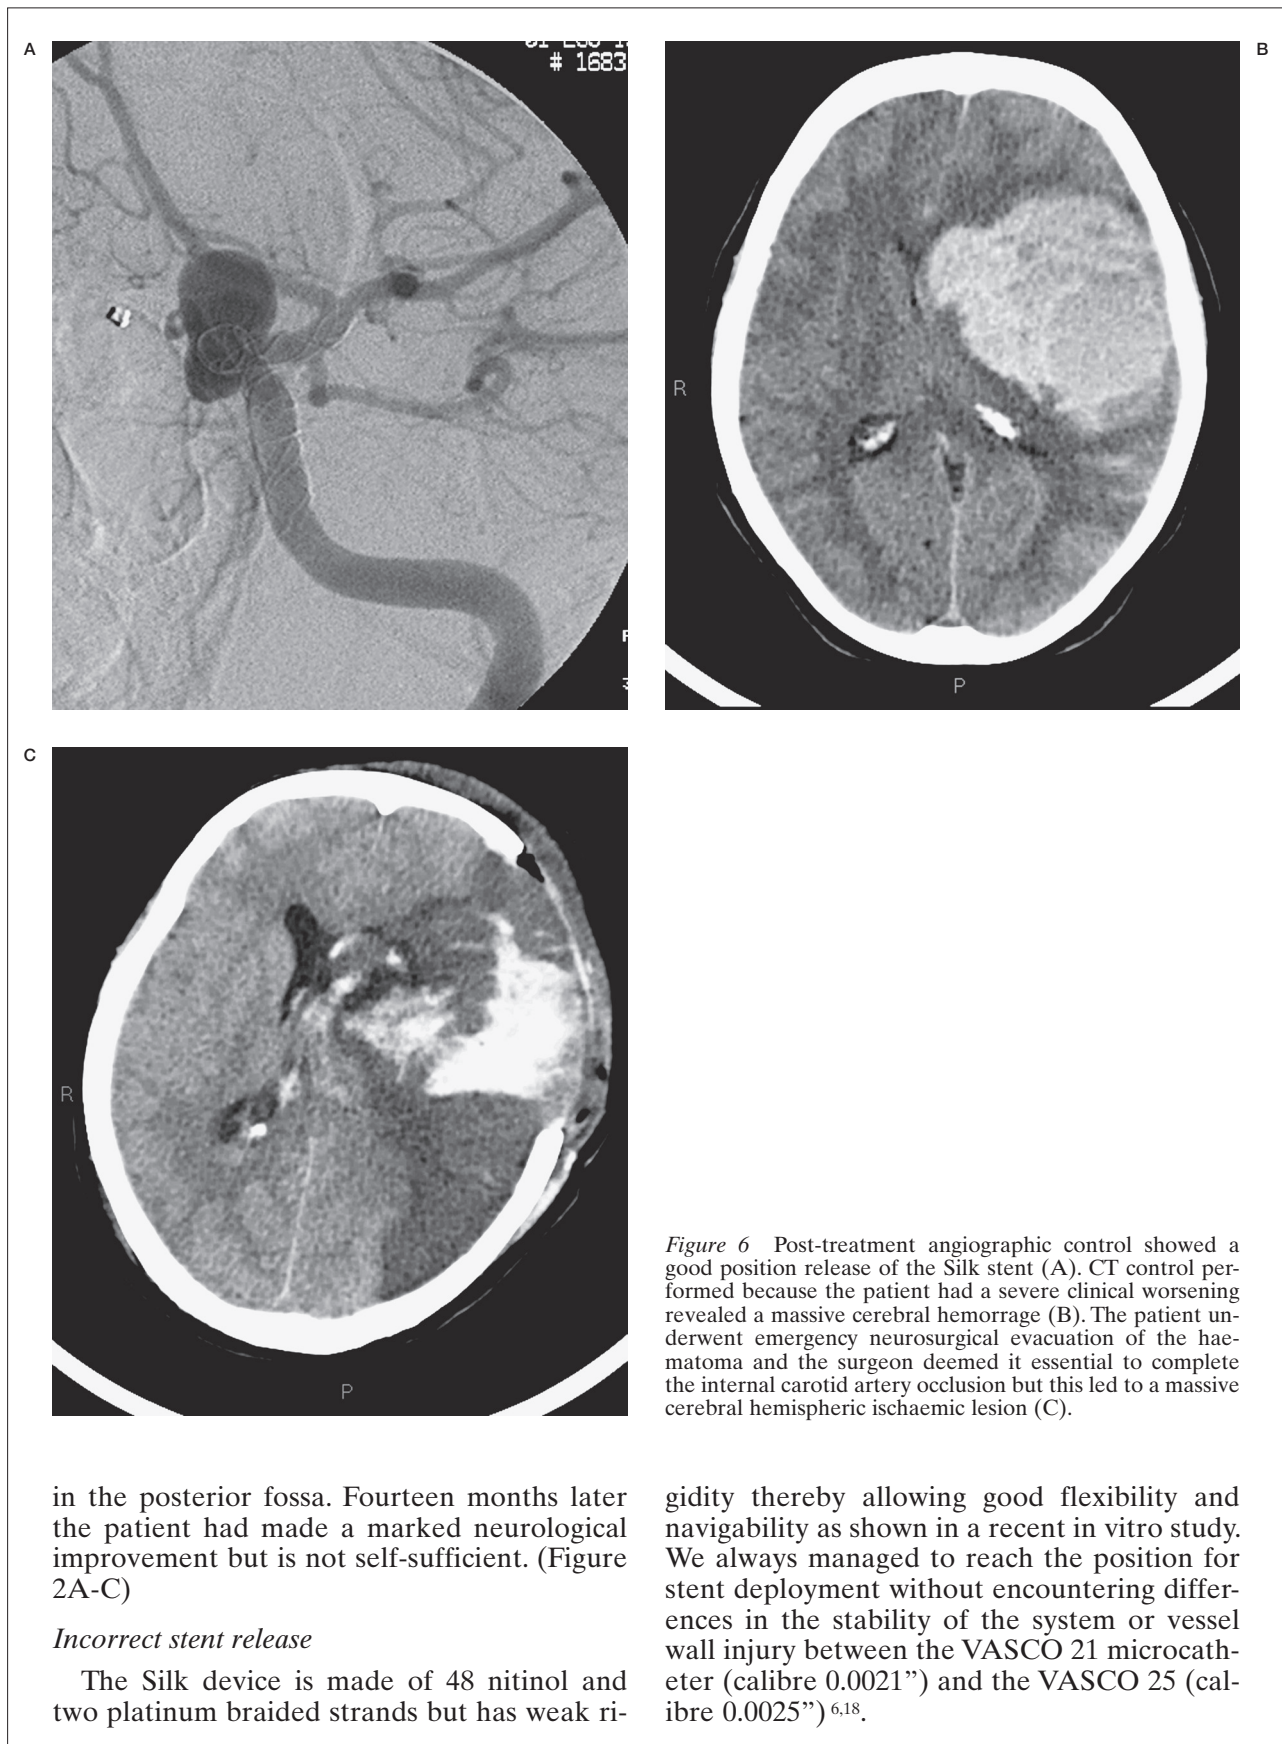 A
B
# 1683
R
P
C
R
P
Figure 6 Post-treatment angiographic control showed a
good position release of the Silk stent (A). CT control per-
formed because the patient had a severe clinical worsening
revealed a massive cerebral hemorrage (B). The patient un-
derwent emergency neurosurgical evacuation of the hae-
matoma and the surgeon deemed it essential to complete
the internal carotid artery occlusion but this led to a massive
cerebral hemispheric ischaemic lesion (C).
in the posterior fossa. Fourteen months later
the patient had made a marked neurological
improvement but is not self-sufficient. (Figure
2A-C)
Incorrect stent release
The Silk device is made of 48 nitinol and
two platinum braided strands but has weak ri-
gidity thereby allowing good flexibility and
navigability as shown in a recent in vitro study.
We always managed to reach the position for
stent deployment without encountering differ-
ences in the stability of the system or vessel
wall injury between the VASCO 21 microcath-
eter (calibre 0.0021”) and the VASCO 25 (cal-
ibre 0.0025”) 6,18.